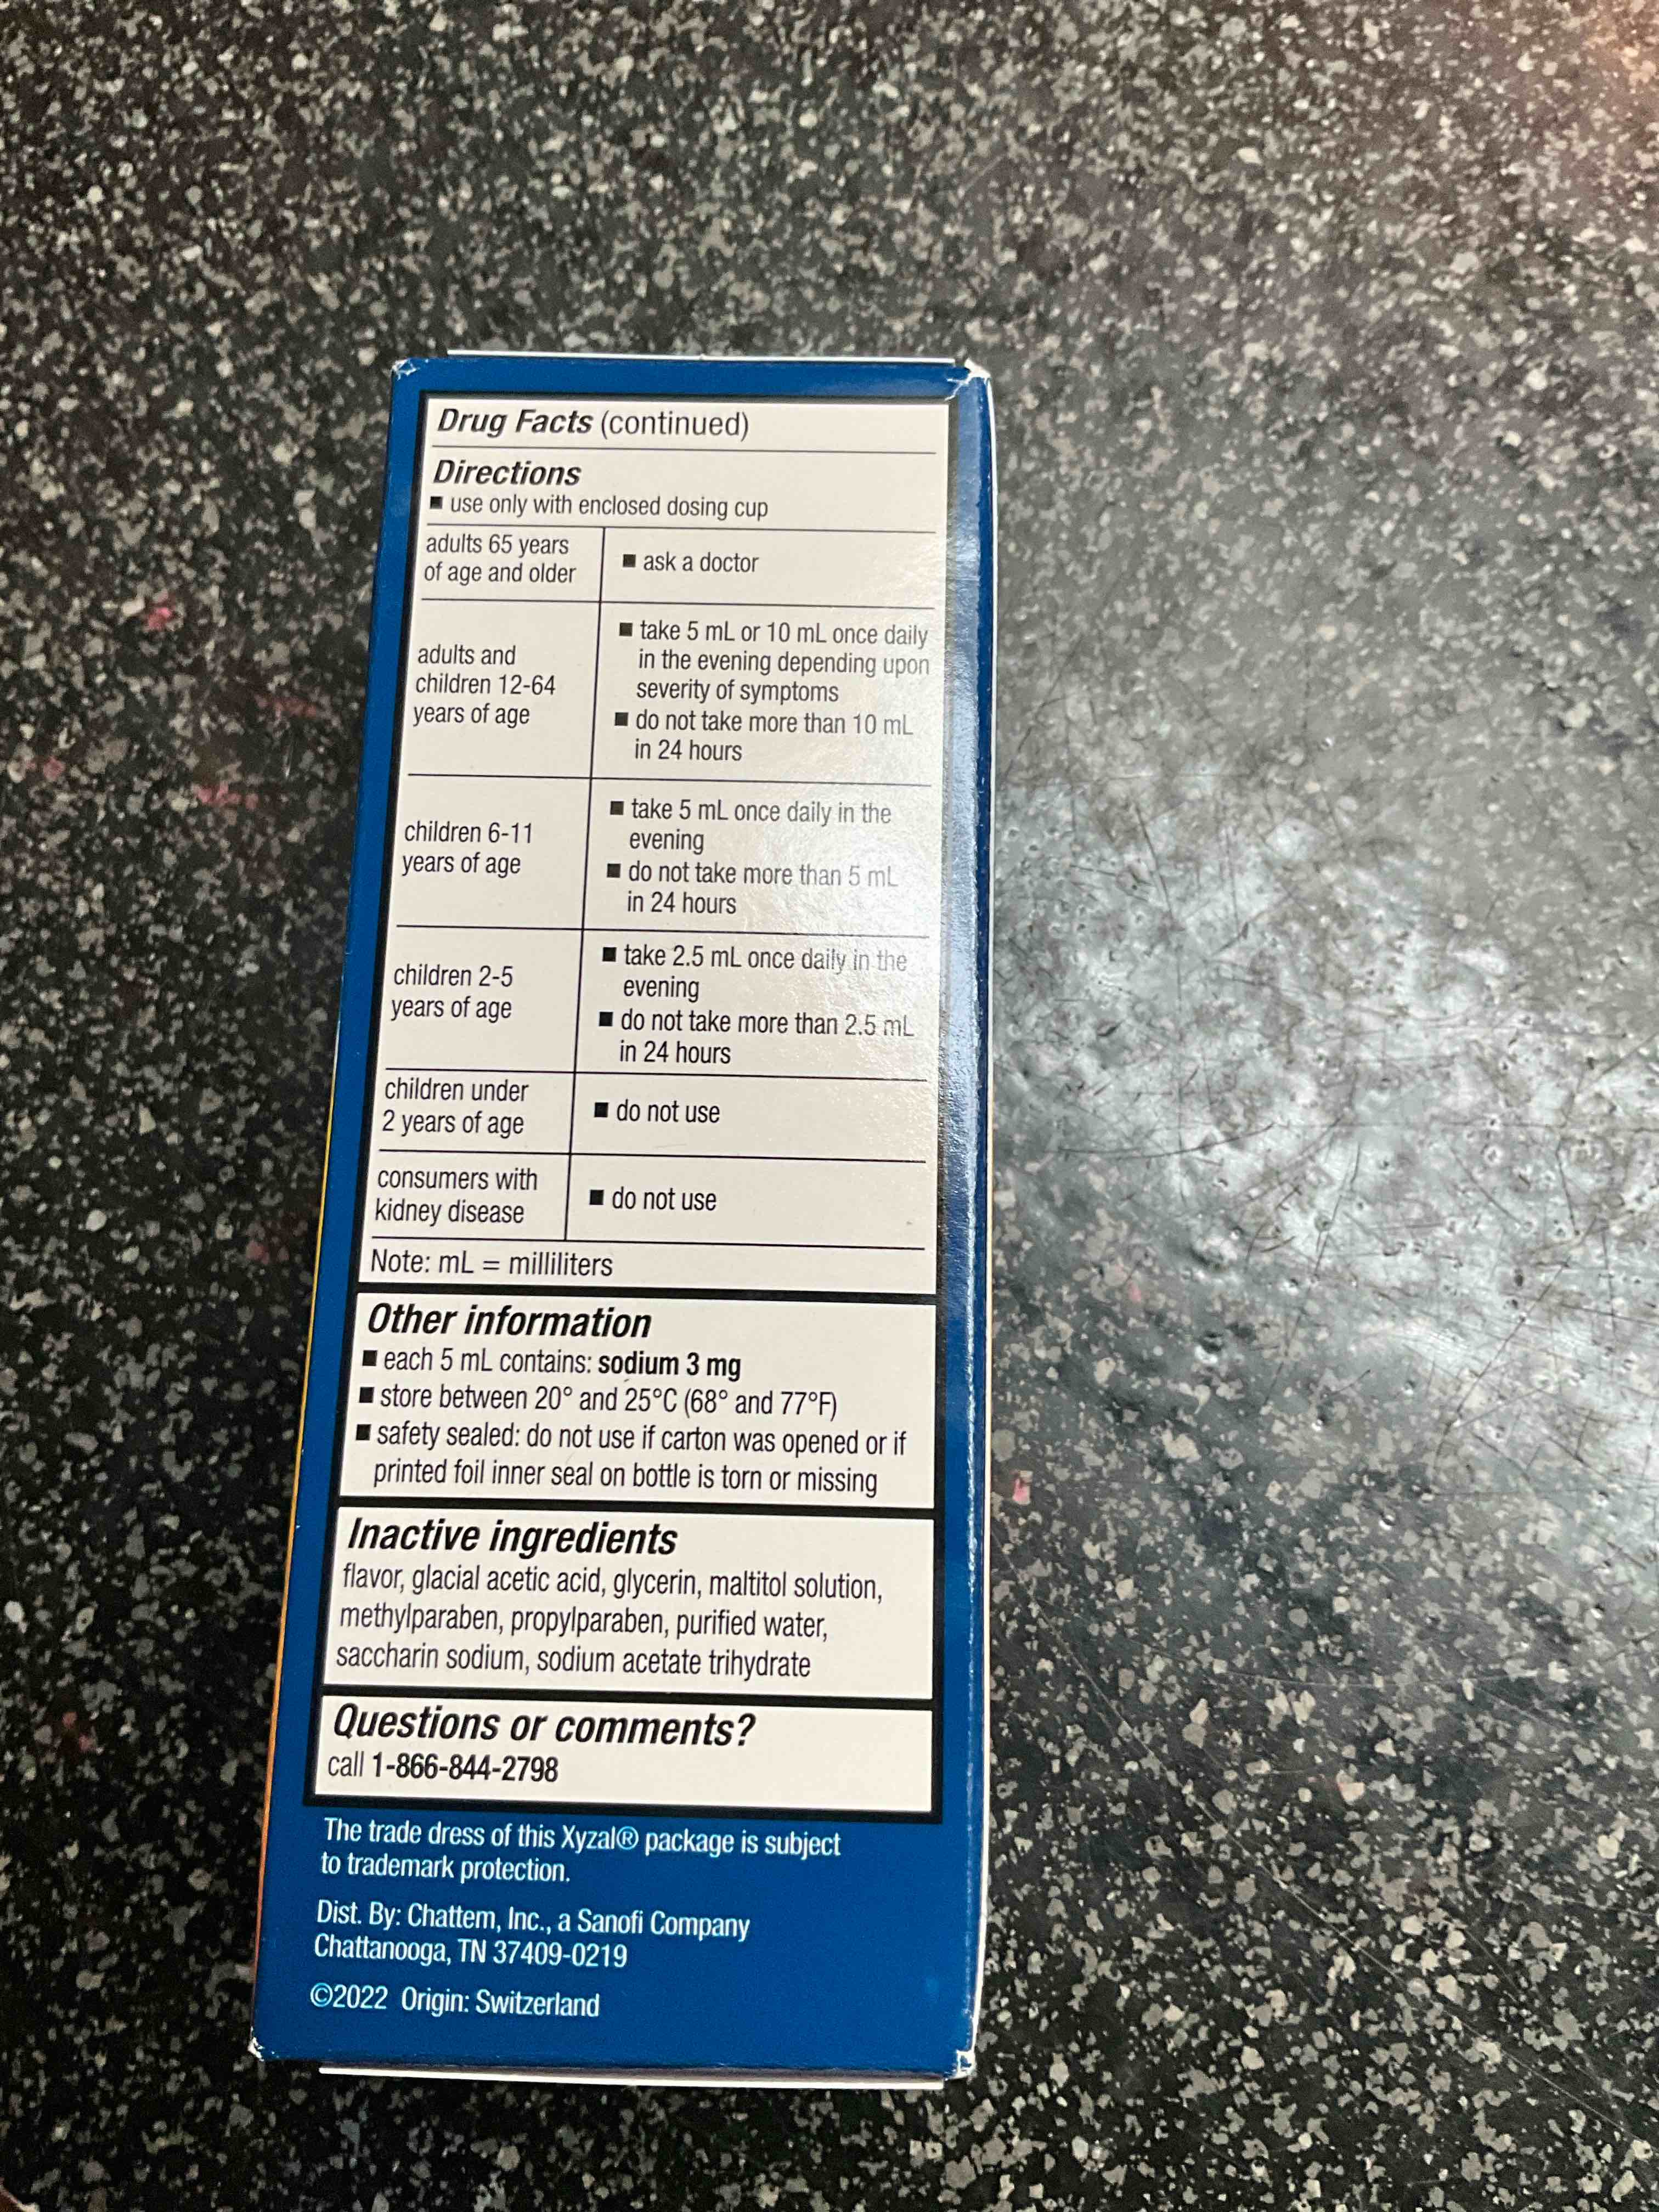 Drug Facts (continued)
Directions
■ use only with enclosed dosing cup
adults 65 years
of age and older
■ ask a doctor
adults and
children 12-64
years of age
■ take 5 mL or 10 mL once daily
in the evening depending upon
severity of symptoms
■ do not take more than 10 mL
in 24 hours
children 6-11
years of age
■ take 5 mL once daily in the
evening
■ do not take more than 5 mL
in 24 hours
children 2-5
years of age
■ take 2.5 mL once daily in the
evening
■ do not take more than 2.5 mL
in 24 hours
children under
2 years of age
■ do not use
consumers with
kidney disease
■ do not use
Note: mL = milliliters
Other information
■ each 5 mL contains: sodium 3 mg
■ store between 20° and 25°C (68° and 77°F)
■ safety sealed: do not use if carton was opened or if
printed foil inner seal on bottle is torn or missing
Inactive ingredients
flavor, glacial acetic acid, glycerin, maltitol solution,
methylparaben, propylparaben, purified water,
saccharin sodium, sodium acetate trihydrate
Questions or comments?
call 1-866-844-2798
The trade dress of this Xyzal® package is subject
to trademark protection.
Dist. By: Chattem, Inc., a Sanofi Company
Chattanooga, TN 37409-0219
©2022 Origin: Switzerland